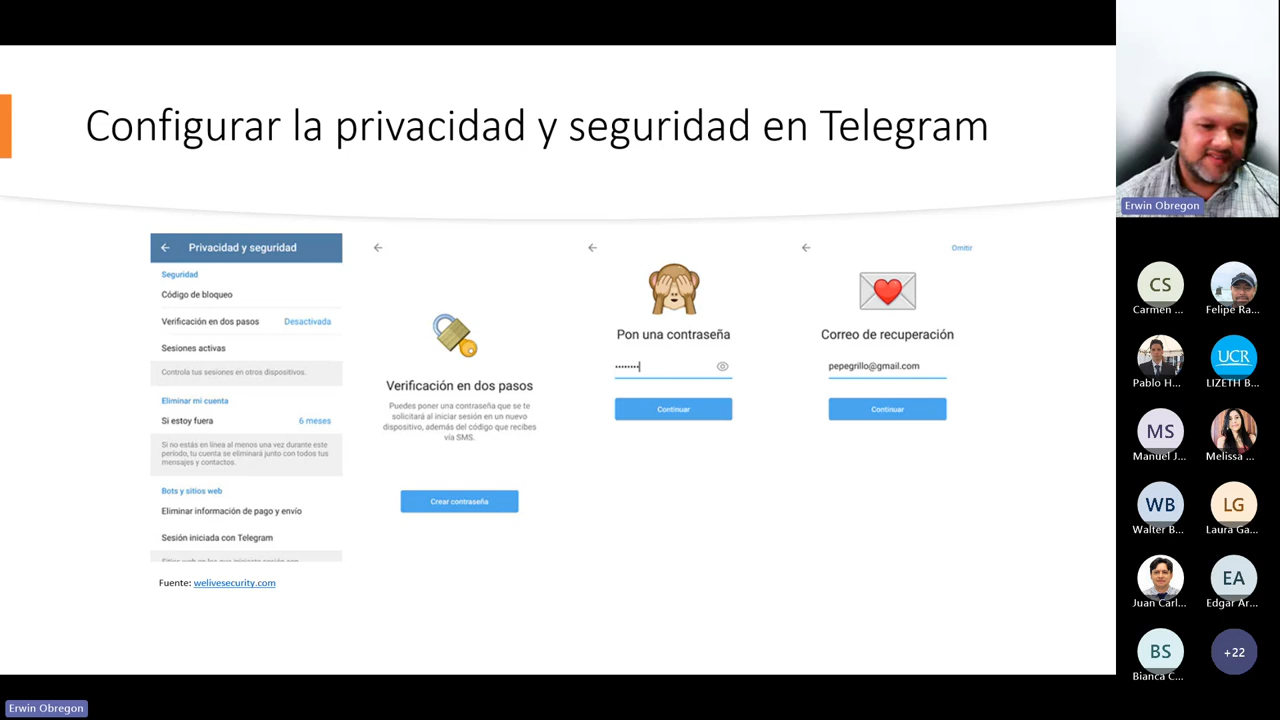 Configurar la privacidad y seguridad en Telegram
Privacidad y seguridad
Seguridad
Código de bloqueo
Verificación en dos pasos Desactivada
Sesiones activas
Controla tus sesiones en otros dispositivos.
Eliminar mi cuenta
Si estoy fuera 6 meses
Si no estás en línea al menos una vez durante este
período, tu cuenta se eliminará junto con todos tus
mensajes y contactos.
Bots y sitios web
Eliminar información de pago y envío
Sesión iniciada con Telegram
Verificación en dos pasos
Puedes poner una contraseña que se te
solicitará al iniciar sesión en un nuevo
dispositivo, además del código que recibes
vía SMS.
Crear contraseña
Pon una contraseña
Continuar
Omitir
Correo de recuperación
pepegrillo@gmail.com
Continuar
Fuente: welivesecurity.com
Erwin Obregon
CS
Carmen ...
Felipe Ra...
Pablo H...
UCR
LIZETH B...
MS
Manuel J...
Melissa ...
WB
Walter B...
LG
Laura Ga...
Juan Carl...
EA
Edgar Ar...
BS
Bianca C...
+22
Erwin Obregon